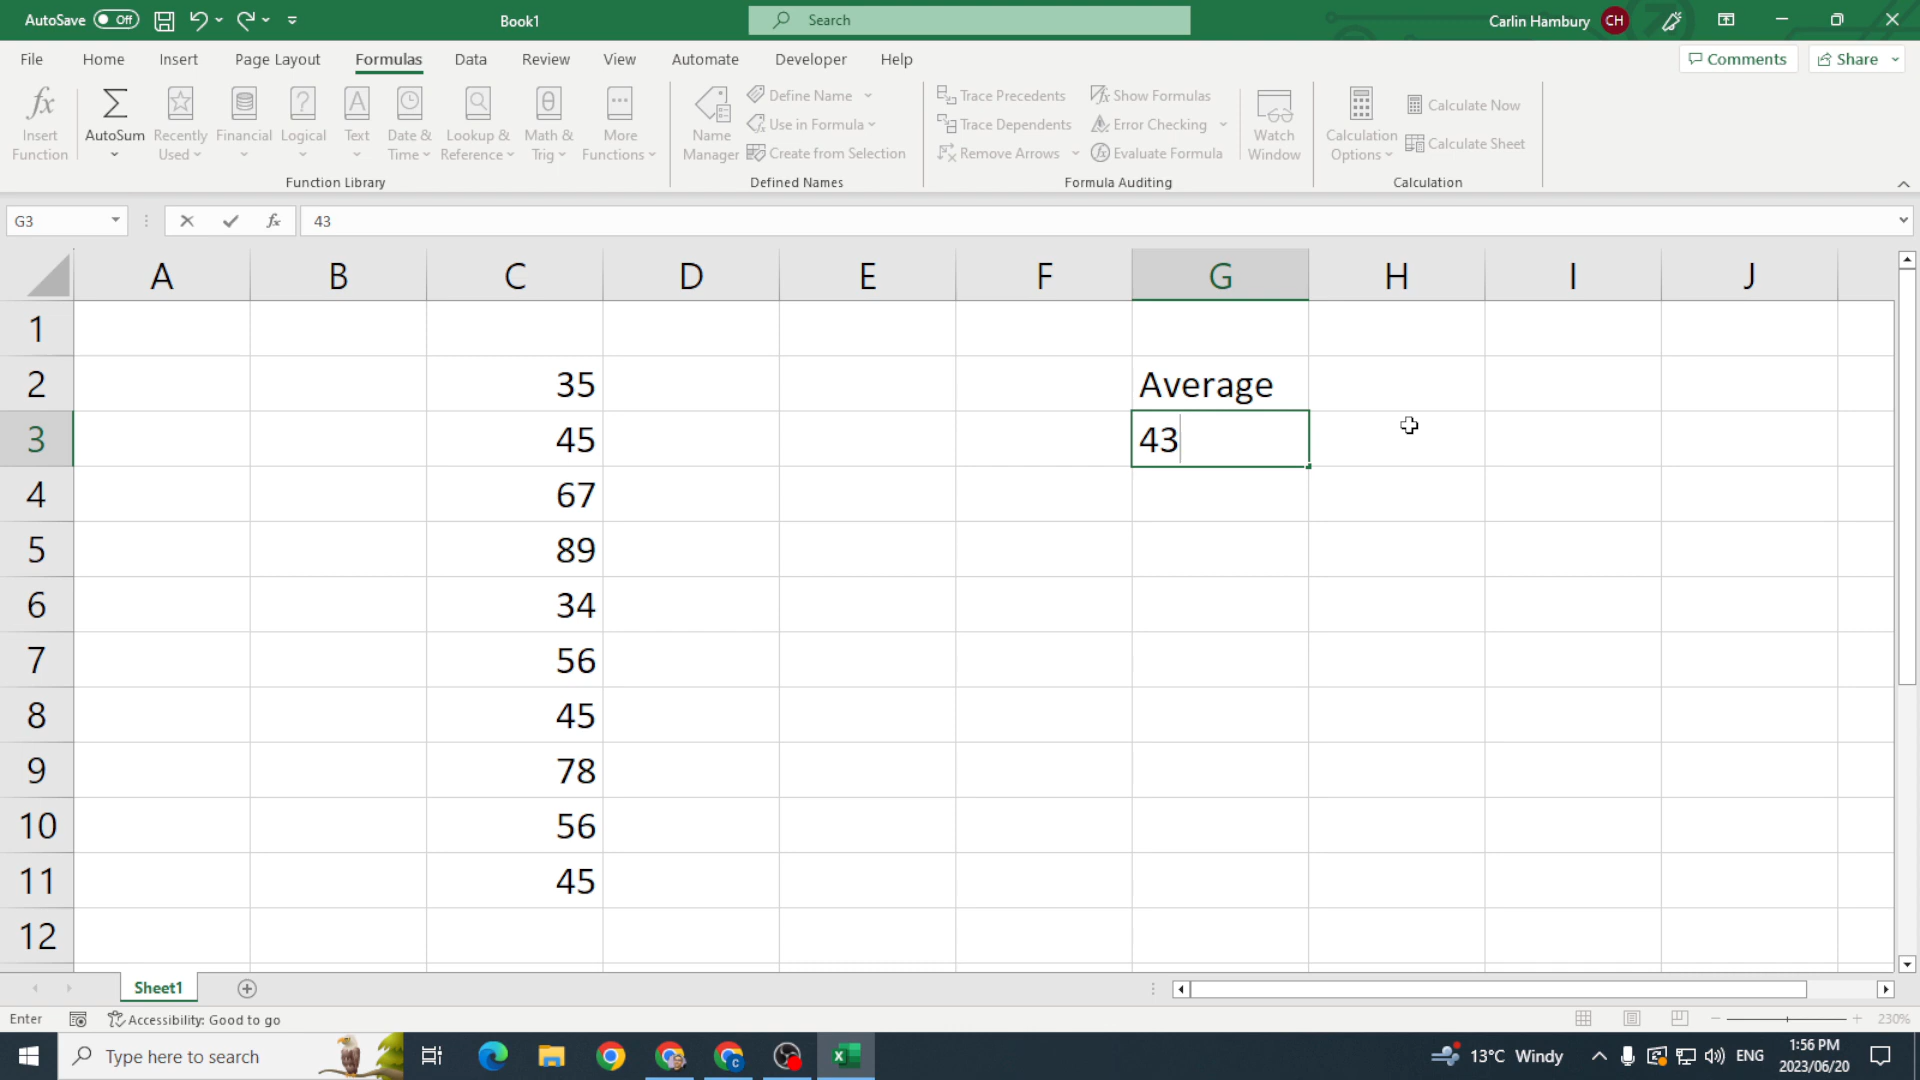 AutoSave Off Book1 Search Carlin Hambury CH
File Home Insert Page Layout Formulas Data Review View Automate Developer Help Comments Share
Insert Function
AutoSum
Recently Used
Financial
Logical
Text
Date & Time
Lookup & Reference
Math & Trig
More Functions
Function Library
Name Manager
Define Name
Use in Formula
Create from Selection
Defined Names
Trace Precedents
Trace Dependents
Remove Arrows
Show Formulas
Error Checking
Evaluate Formula
Formula Auditing
Watch Window
Calculation Options
Calculate Now
Calculate Sheet
Calculation
G3 fx 43
A B C D E F G H I J
1
2 35 Average
3 45 43
4 67
5 89
6 34
7 56
8 45
9 78
10 56
11 45
12
Sheet1
Enter Accessibility: Good to go 230%
Type here to search 13°C Windy ENG 1:56 PM
2023/06/20